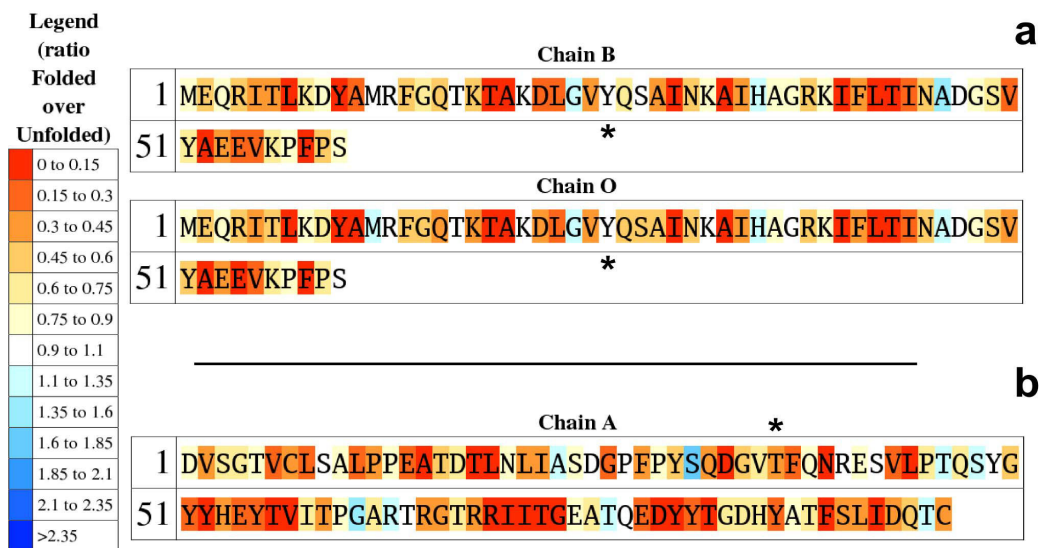 Legend
(ratio
Folded
over
Unfolded)
0 to 0.15
0.15 to 0.3
0.3 to 0.45
0.45 to 0.6
0.6 to 0.75
0.75 to 0.9
0.9 to 1.1
1.1 to 1.35
1.35 to 1.6
1.6 to 1.85
1.85 to 2.1
2.1 to 2.35
>2.35
a
Chain B
1 MEQRITLKDYAMRFGQTKTAKDLGVYQSAINKAIHAGRKIFLTINADGSV
51 YAEEVKPFPS
*
Chain O
1 MEQRITLKDYAMRFGQTKTAKDLGVYQSAINKAIHAGRKIFLTINADGSV
51 YAEEVKPFPS
*
b
Chain A
*
1 DVSGTVCLSALPPEATDTLNLIASDGPFPYSQDGVTFQNRESVLPTQSYG
51 YYHEYTVITPGARTRGTRRIITGEATQEDYYTGDHYATFSLIDQTC